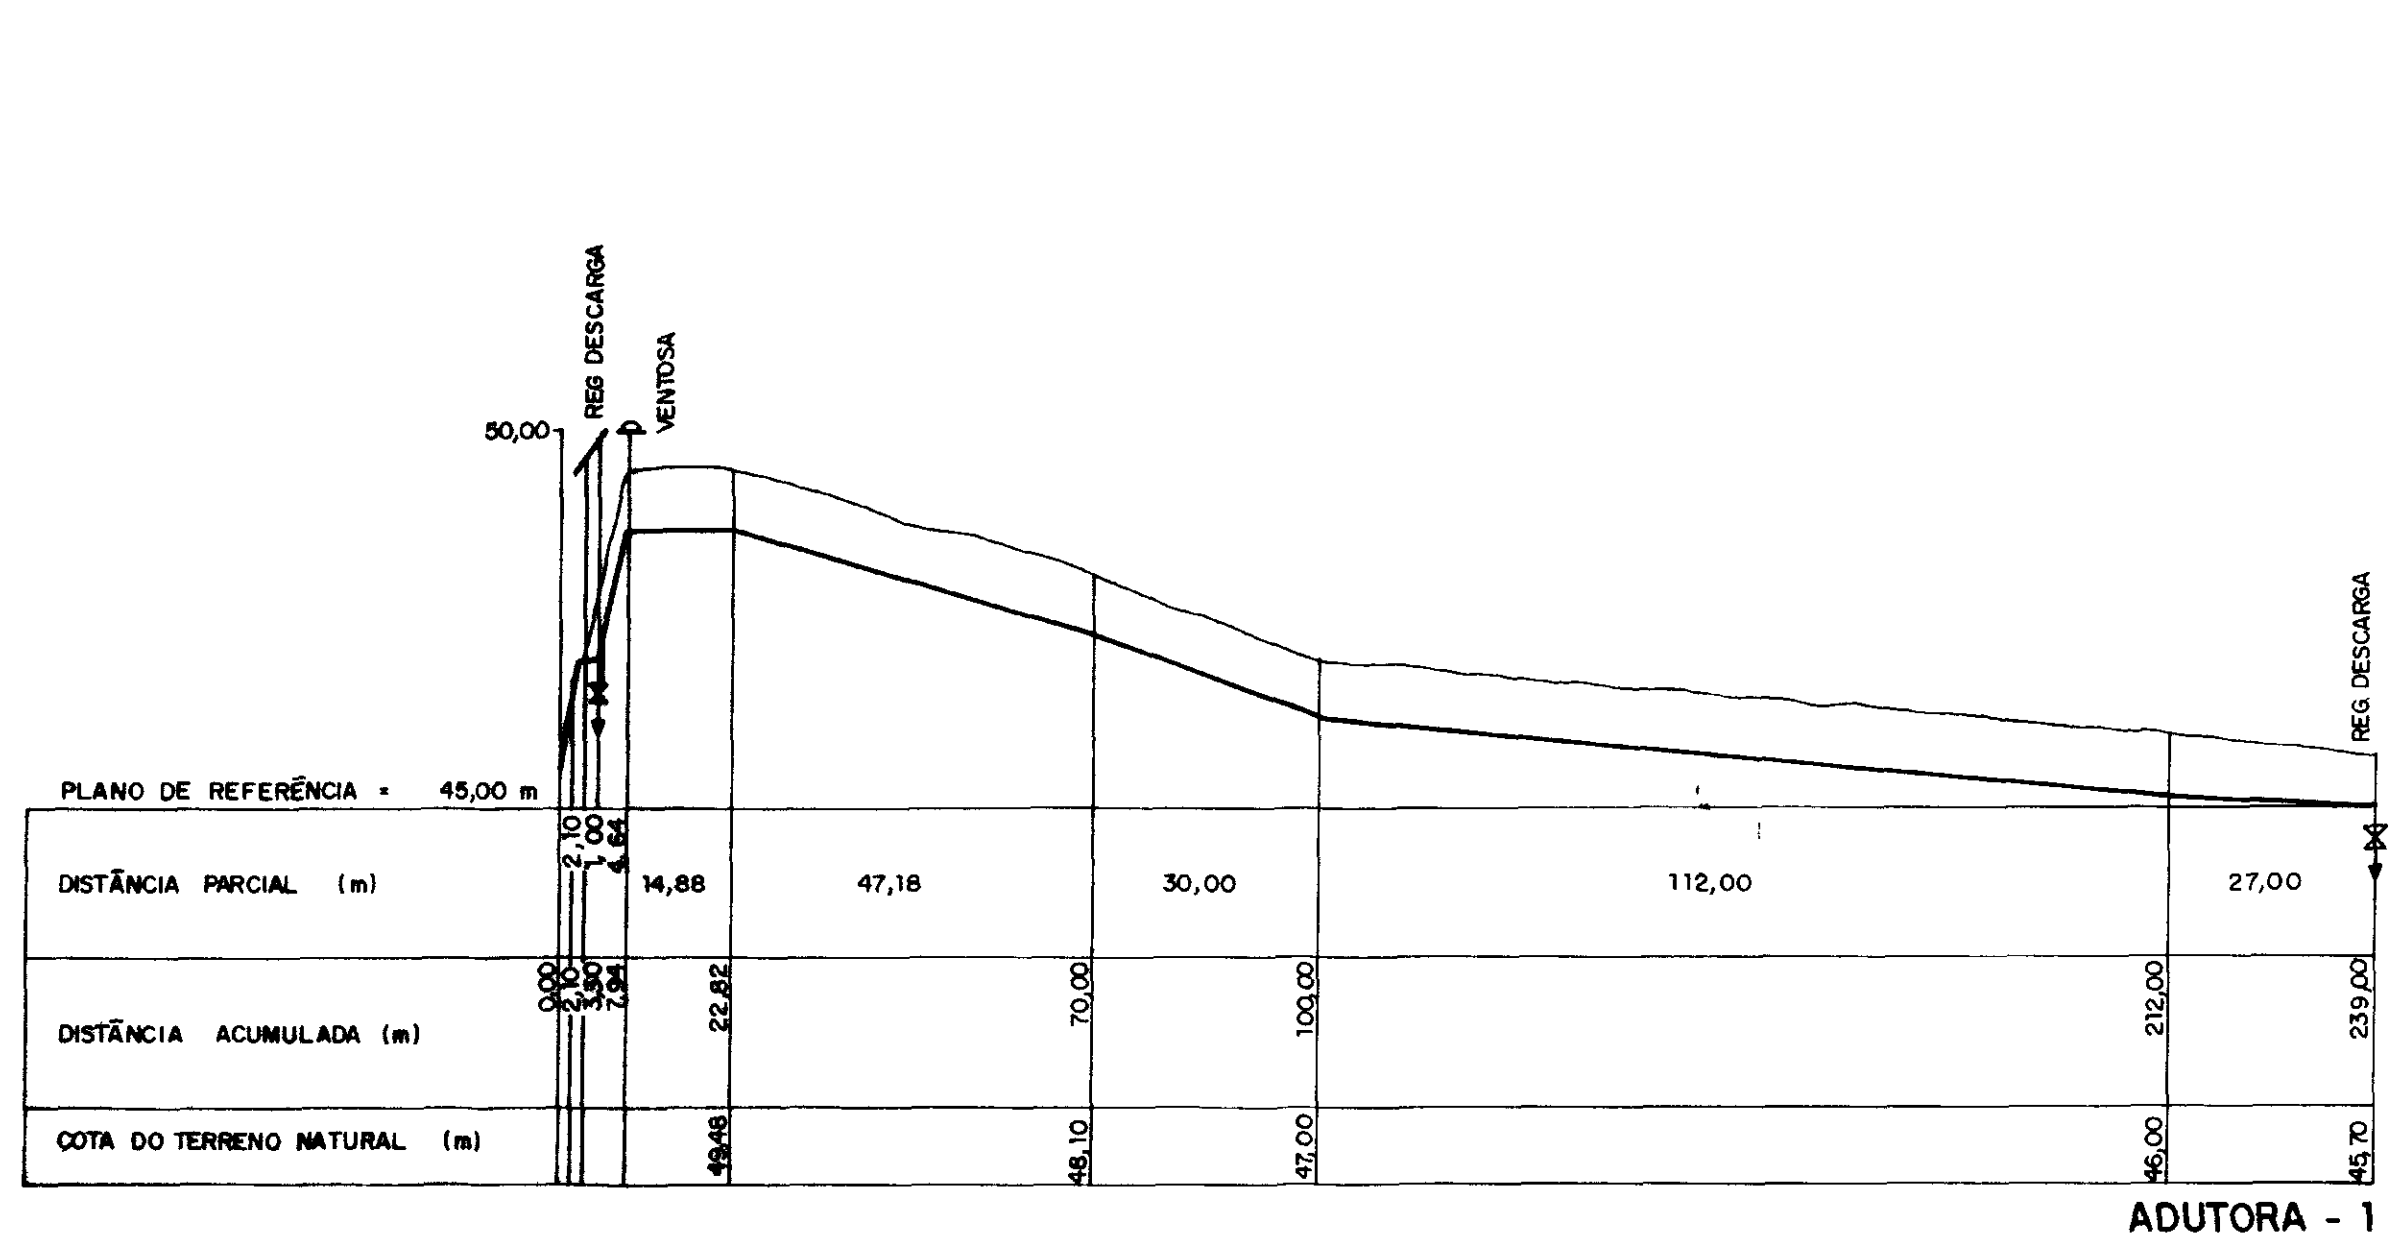 REG DESCARGA
VENTOSA
50,00
REG. DESCARGA
PLANO DE REFERÊNCIA = 45,00 m
DISTÂNCIA PARCIAL (m) 2,10 1,00 4,64 14,88 47,18 30,00 112,00 27,00
DISTÂNCIA ACUMULADA (m) 0,00 2,10 7,94 22,82 70,00 100,00 212,00 239,00
COTA DO TERRENO NATURAL (m) 49,48 48,10 47,00 46,00 45,70
ADUTORA - 1